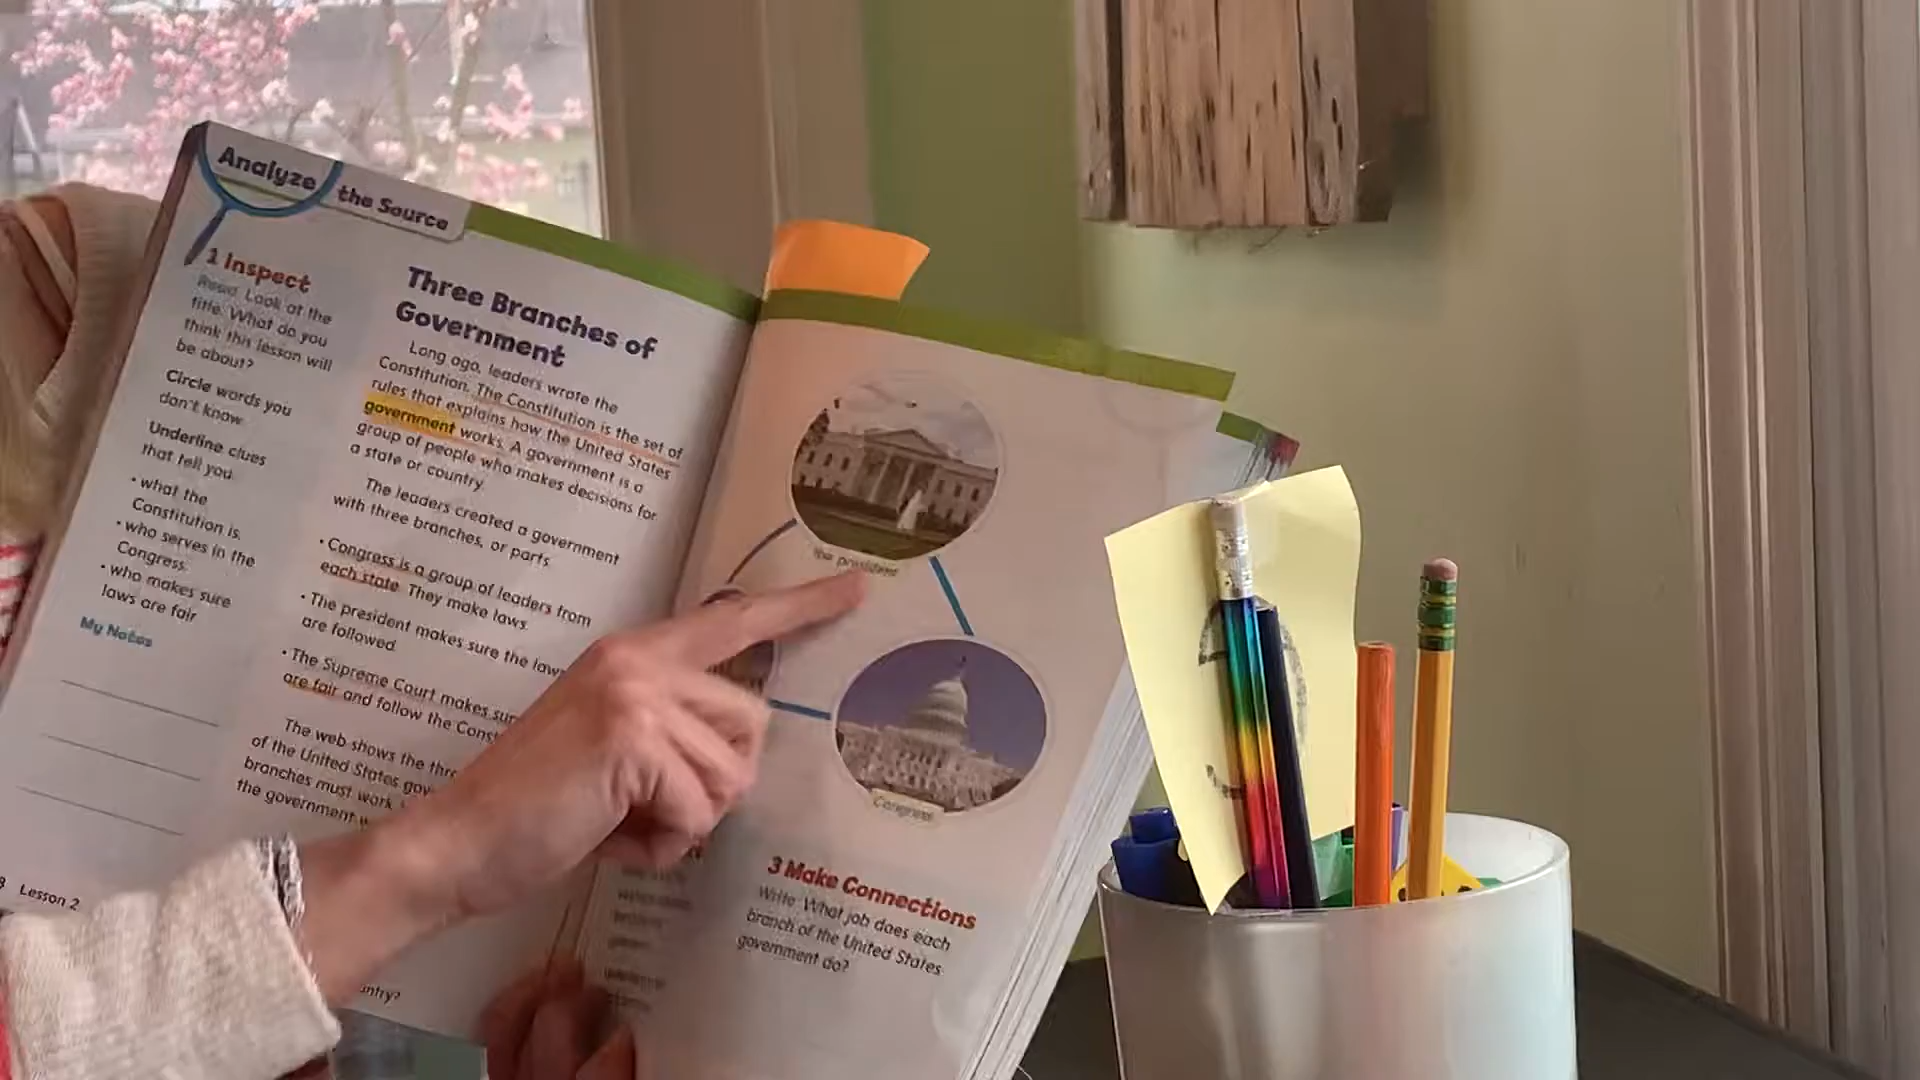 Analyze the Source
1 Inspect
Read. Look at the
title. What do you
think this lesson will
be about?
Circle words you
don't know.
Underline clues
that tell you
• what the
Constitution is.
• who serves in the
Congress.
• who makes sure
laws are fair
My Notes
Three Branches of
Government
Long ago, leaders wrote the
Constitution. The Constitution is the set of
rules that explains how the United States
government works. A government is a
group of people who makes decisions for
a state or country.
The leaders created a government
with three branches, or parts
• Congress is a group of leaders from
each state. They make laws.
• The president makes sure the laws
are followed.
• The Supreme Court makes sure
are fair and follow the Const
The web shows the thr
of the United States gov
branches must work
the government w
8 Lesson 2
untry?
the president
Congress
3 Make Connections
Write What job does each
branch of the United States
government do?